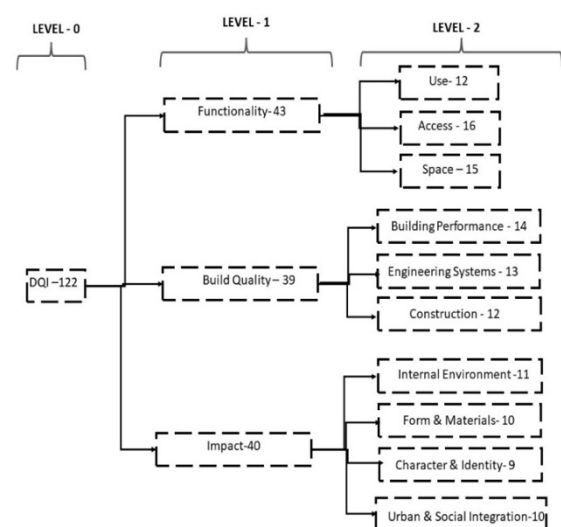 LEVEL - 0
LEVEL - 1
LEVEL - 2
DQI –122
Functionality-43
Use- 12
Access - 16
Space – 15
Build Quality – 39
Building Performance - 14
Engineering Systems - 13
Construction - 12
Impact-40
Internal Environment-11
Form & Materials- 10
Character & Identity- 9
Urban & Social Integration-10